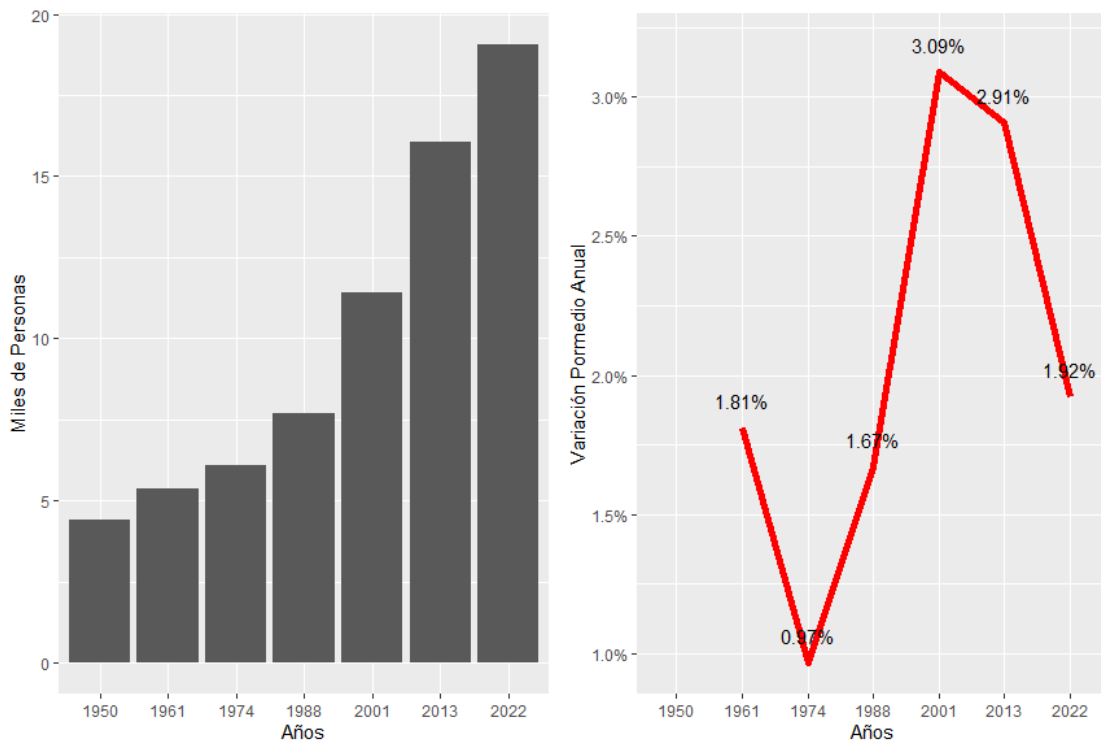 Miles de Personas
20
15
10
5
0
1950 1961 1974 1988 2001 2013 2022
Años
Variación Pormedio Anual
3.0%
2.5%
2.0%
1.5%
1.0%
1.81%
0.97%
1.67%
3.09%
2.91%
1.92%
1950 1961 1974 1988 2001 2013 2022
Años